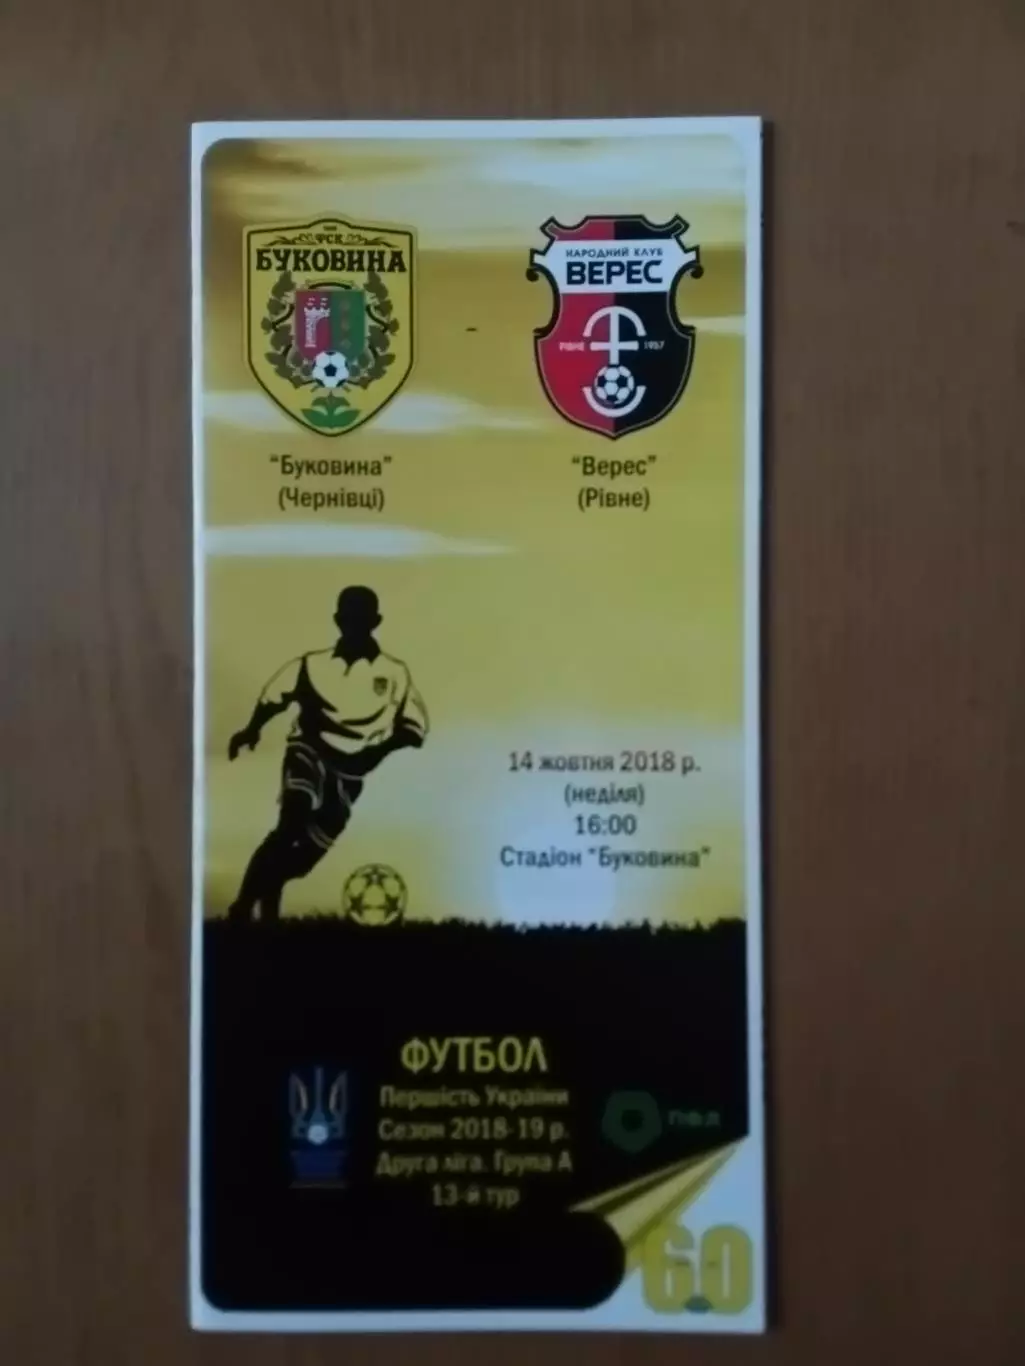 ФСК
БУКОВИНА
НАРОДНИЙ КЛУБ
ВЕРЕС
РІВНЕ 1957
-
"Буковина"
(Чернівці)
"Верес"
(Рівне)
14 жовтня 2018 р.
(неділя)
16:00
Стадіон "Буковина"
ФУТБОЛ
Першість України
Сезон 2018-19 р.
Друга ліга. Група А
13-й тур
ПФЛ
60